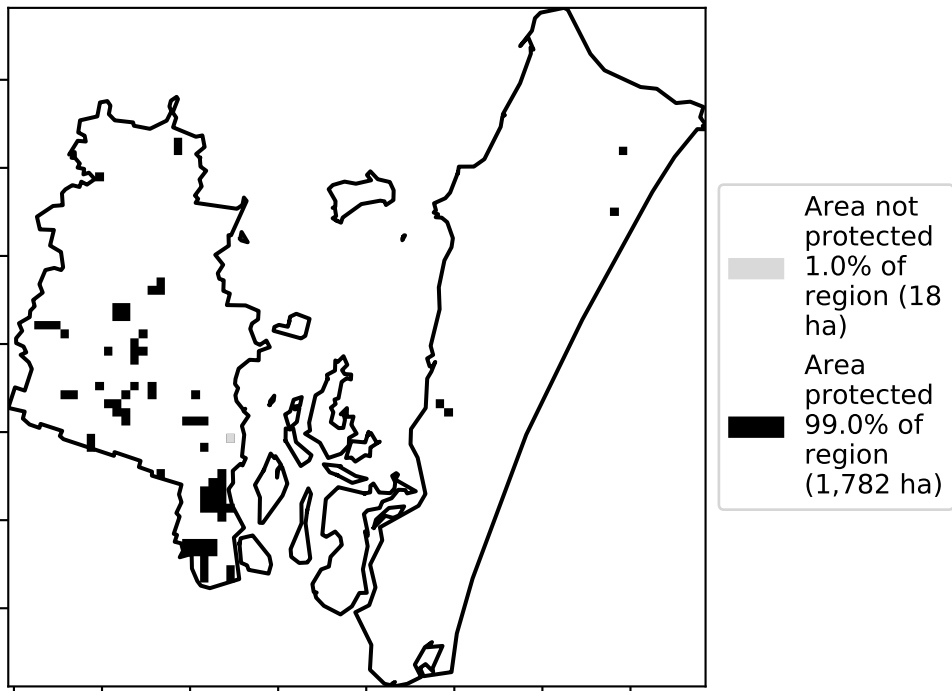 Area not
protected
1.0% of
region (18
ha)
Area
protected
99.0% of
region
(1,782 ha)